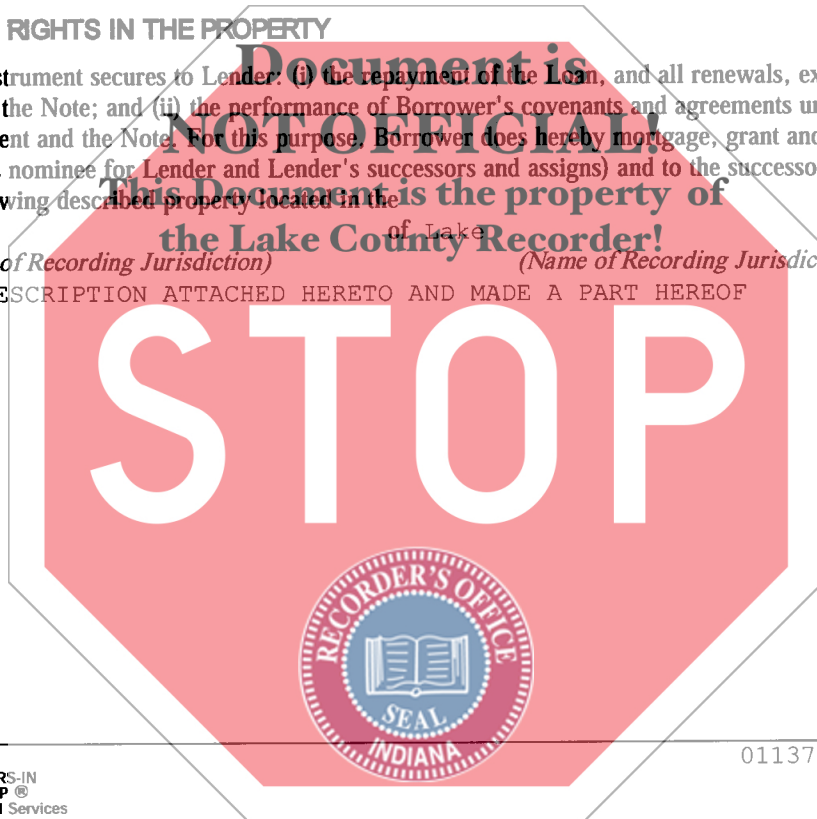 RIGHTS IN THE PROPERTY
Document is
trument secures to Lender: (i) the repayment of the Loan, and all renewals, ex
the Note; and (ii) the performance of Borrower's covenants and agreements u
NOT OFFICIAL!
ent and the Note. For this purpose, Borrower does hereby mortgage, grant and
nominee for Lender and Lender's successors and assigns) and to the successo
This Document is the property of
wing described property located in the
the Lake County Recorder!
of Lake
of Recording Jurisdiction) (Name of Recording Jurisdic
ESCRIPTION ATTACHED HERETO AND MADE A PART HEREOF
STOP
RECORDER'S OFFICE
SEAL
INDIANA
01137
RS-IN
P ®
Services